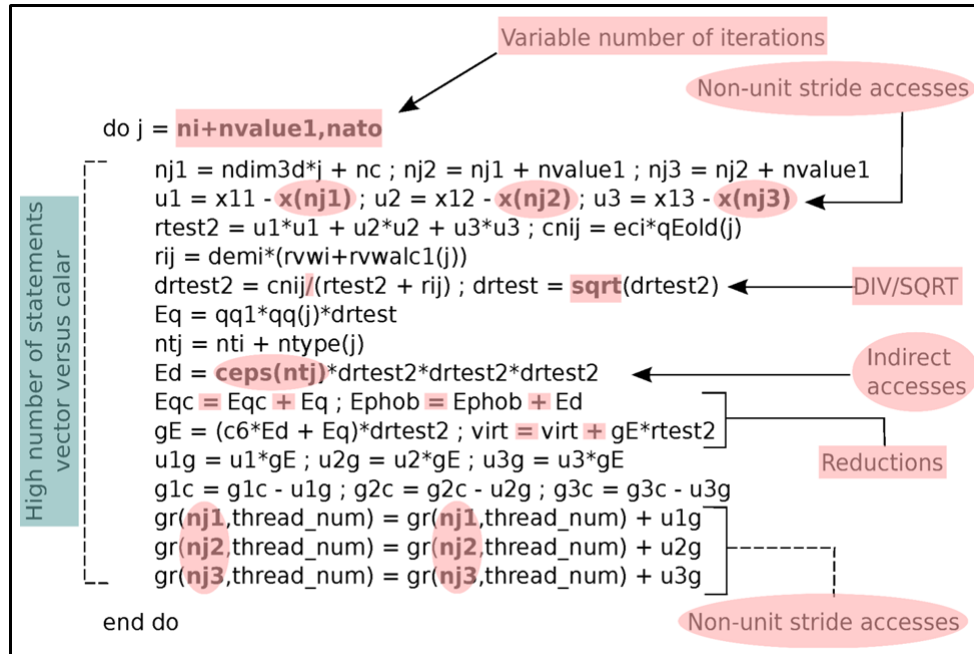 Variable number of iterations
Non-unit stride accesses
do j = ni+nvalue1,nato
nj1 = ndim3d*j + nc ; nj2 = nj1 + nvalue1 ; nj3 = nj2 + nvalue1
u1 = x11 - x(nj1) ; u2 = x12 - x(nj2) ; u3 = x13 - x(nj3)
rtest2 = u1*u1 + u2*u2 + u3*u3 ; cnij = eci*qEold(j)
rij = demi*(rvwi+rvwalc1(j))
drtest2 = cnij/(rtest2 + rij) ; drtest = sqrt(drtest2)
DIV/SQRT
Eq = qq1*qq(j)*drtest
ntj = nti + ntype(j)
Ed = ceps(ntj)*drtest2*drtest2*drtest2
Indirect
accesses
Eqc = Eqc + Eq ; Ephob = Ephob + Ed
gE = (c6*Ed + Eq)*drtest2 ; virt = virt + gE*rtest2
Reductions
u1g = u1*gE ; u2g = u2*gE ; u3g = u3*gE
g1c = g1c - u1g ; g2c = g2c - u2g ; g3c = g3c - u3g
gr(nj1,thread_num) = gr(nj1,thread_num) + u1g
gr(nj2,thread_num) = gr(nj2,thread_num) + u2g
gr(nj3,thread_num) = gr(nj3,thread_num) + u3g
Non-unit stride accesses
end do
High number of statements
vector versus calar